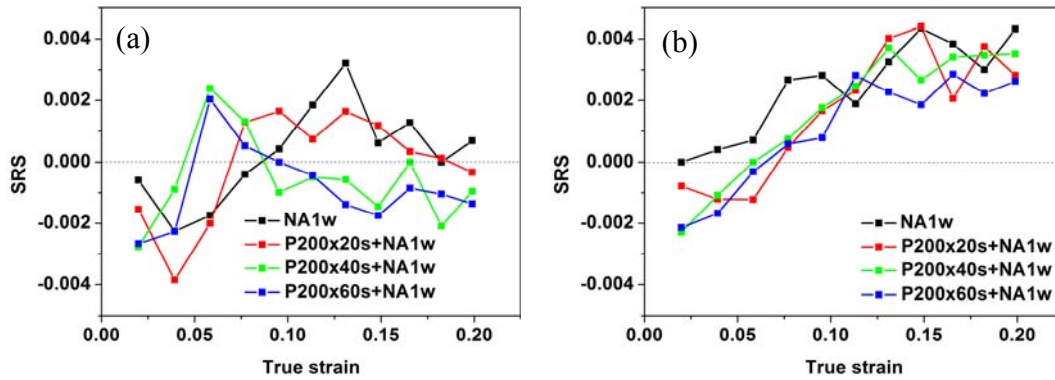 (a)
SRS
0.004
0.002
0.000
-0.002
-0.004
NA1w
P200x20s+NA1w
P200x40s+NA1w
P200x60s+NA1w
0.00 0.05 0.10 0.15 0.20
True strain
(b)
SRS
0.004
0.002
0.000
-0.002
-0.004
NA1w
P200x20s+NA1w
P200x40s+NA1w
P200x60s+NA1w
0.00 0.05 0.10 0.15 0.20
True strain